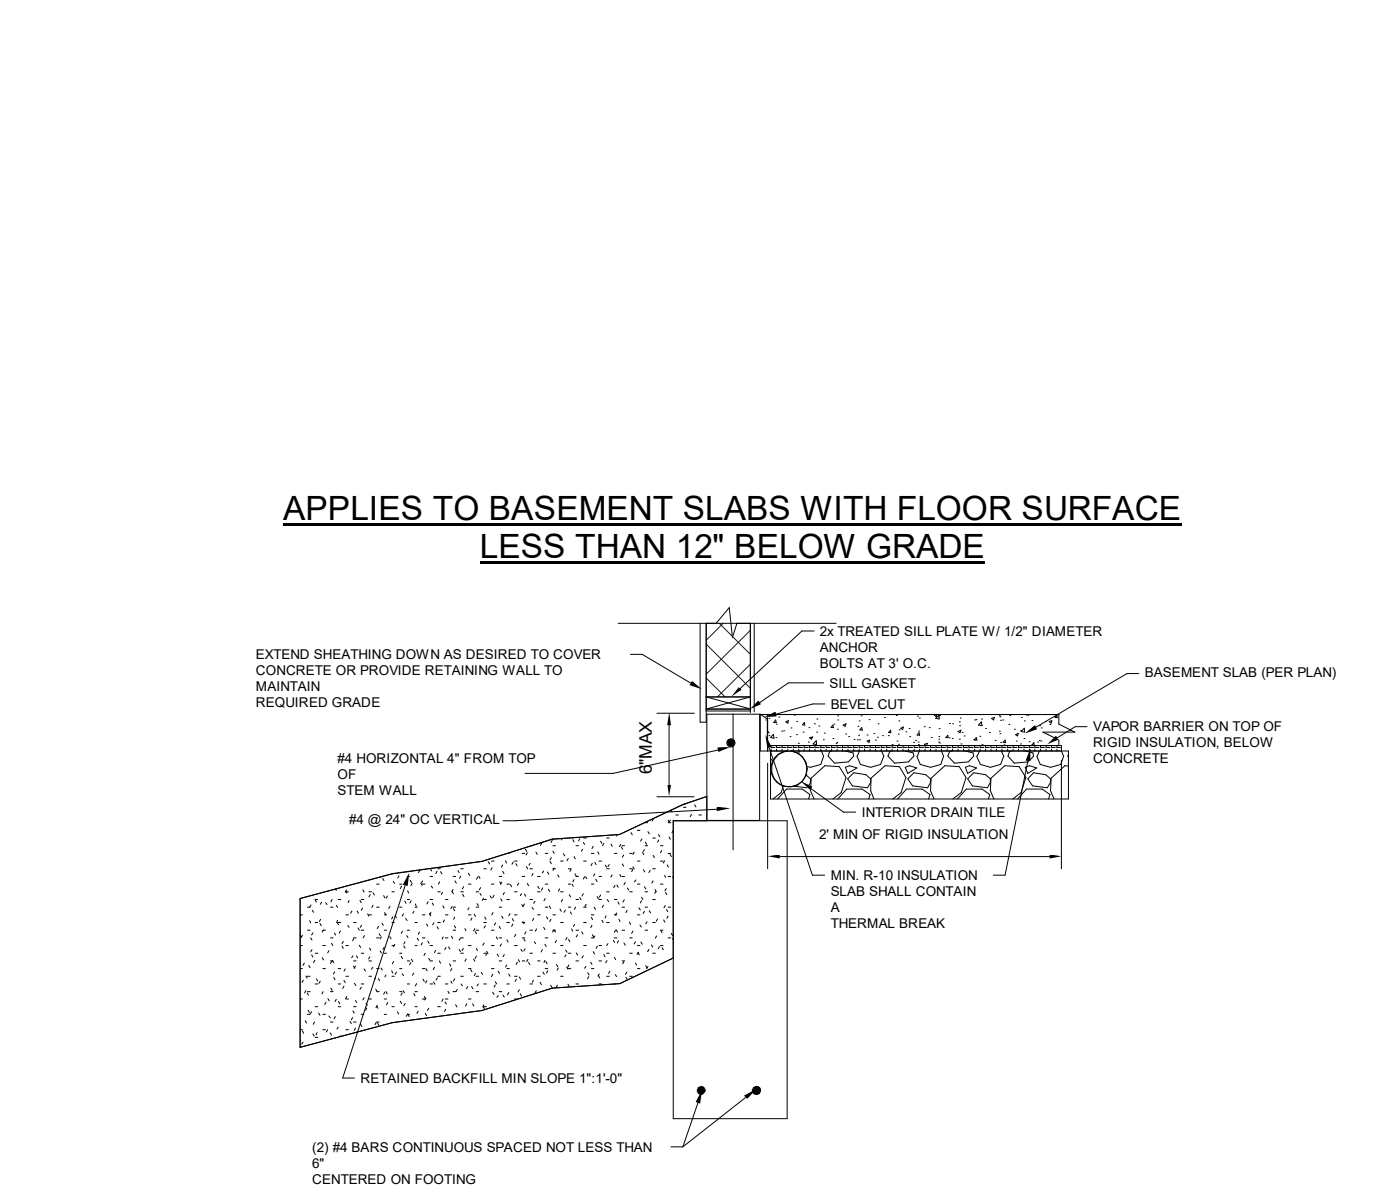 APPLIES TO BASEMENT SLABS WITH FLOOR SURFACE
LESS THAN 12" BELOW GRADE
2x TREATED SILL PLATE W/ 1/2" DIAMETER
ANCHOR
BOLTS AT 3' O.C.
EXTEND SHEATHING DOWN AS DESIRED TO COVER
CONCRETE OR PROVIDE RETAINING WALL TO
MAINTAIN
REQUIRED GRADE
SILL GASKET
BEVEL CUT
BASEMENT SLAB (PER PLAN)
VAPOR BARRIER ON TOP OF
RIGID INSULATION, BELOW
CONCRETE
6"MAX
#4 HORIZONTAL 4" FROM TOP
OF
STEM WALL
#4 @ 24" OC VERTICAL
INTERIOR DRAIN TILE
2' MIN OF RIGID INSULATION
MIN. R-10 INSULATION
SLAB SHALL CONTAIN
A
THERMAL BREAK
RETAINED BACKFILL MIN SLOPE 1":1'-0"
(2) #4 BARS CONTINUOUS SPACED NOT LESS THAN
6"
CENTERED ON FOOTING